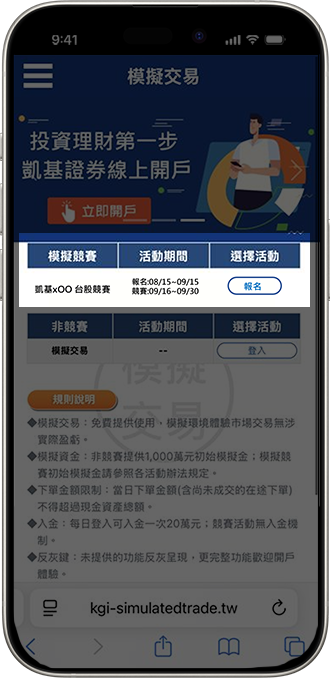 9:41
模擬交易
投資理財第一步
凱基證券線上開戶
立即開戶
模擬競賽 活動期間 選擇活動
凱基xOO 台股競賽 報名:08/15~09/15 報名
競賽:09/16~09/30
非競賽 活動期間 選擇活動
模擬交易 -- 登入
模擬
交易
規則說明
◆模擬交易：免費提供使用，模擬環境體驗市場交易無涉
實際盈虧。
◆模擬資金：非競賽提供1,000萬元初始模擬金；模擬競
賽初始模擬金請參照各活動辦法規定。
◆下單金額限制：當日下單金額(含尚未成交的在途下單)
不得超過現金資產總額。
◆入金：每日登入可入金一次20萬元；競賽活動無入金機
制。
◆反灰鍵：未提供的功能反灰呈現，更完整功能歡迎開戶
體驗。
kgi-simulatedtrade.tw